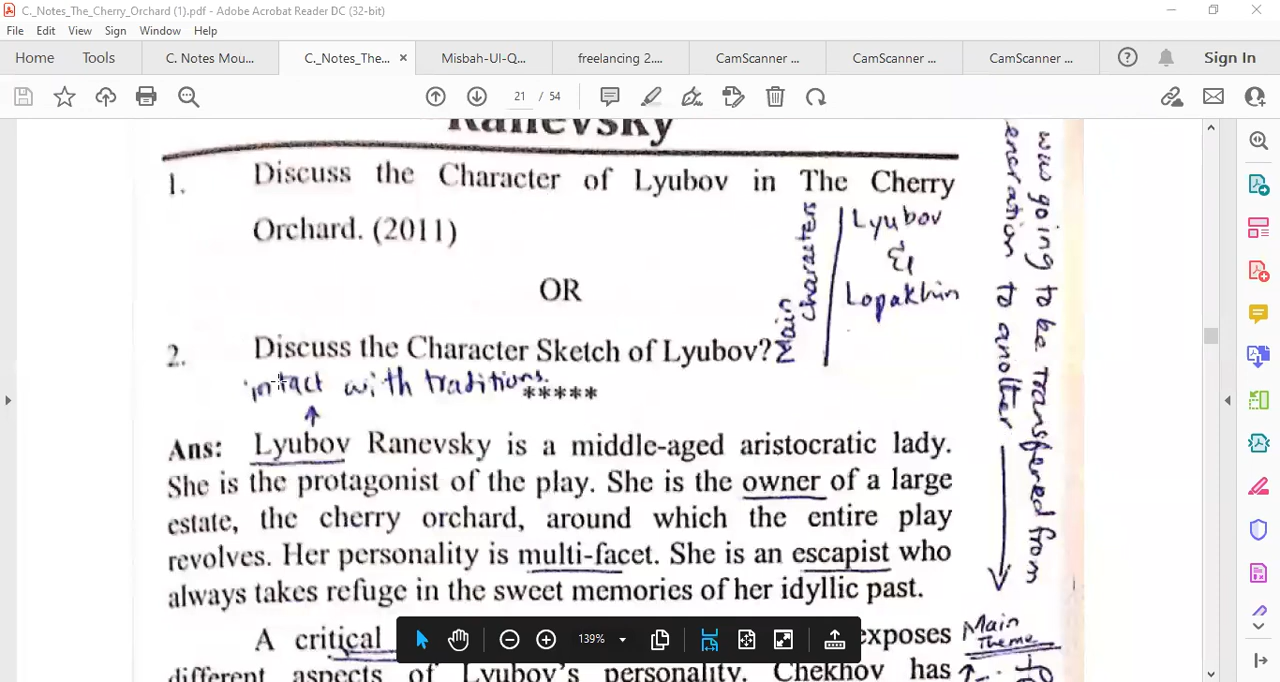 C._Notes_The_Cherry_Orchard (1).pdf - Adobe Acrobat Reader DC (32-bit)
File Edit View Sign Window Help
Home Tools C. Notes Mou... C._Notes_The... × Misbah-Ul-Q... freelancing 2.... CamScanner ... CamScanner ... CamScanner ... Sign In
21 / 54
Ranevsky
1. Discuss the Character of Lyubov in The Cherry
Orchard. (2011)
OR
2. Discuss the Character Sketch of Lyubov?
Main characters
Lyubov
&
Lopakhin
intact with traditions.
*****
Ans: Lyubov Ranevsky is a middle-aged aristocratic lady.
She is the protagonist of the play. She is the owner of a large
estate, the cherry orchard, around which the entire play
revolves. Her personality is multi-facet. She is an escapist who
always takes refuge in the sweet memories of her idyllic past.
A critical exposes
different aspects of Lyubov's personality. Chekhov has
going to be transferred from
eneration to another
Main
Theme
139%